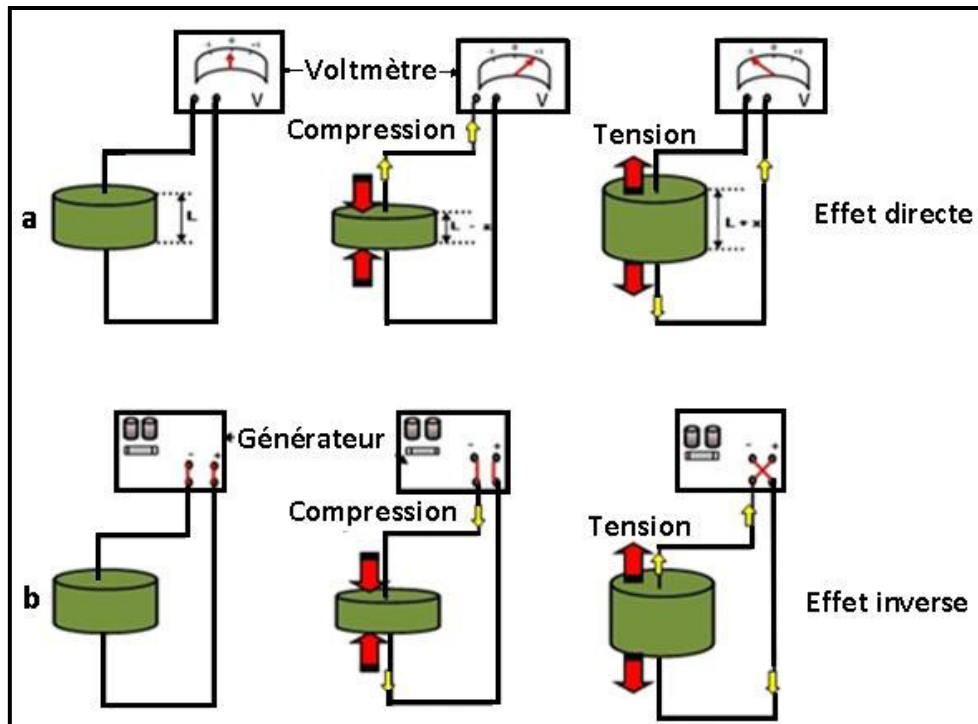 Voltmètre
V
V
V
Compression
Tension
a
L
L - x
L + x
Effet directe
- +
Générateur
- +
- +
Compression
Tension
b
Effet inverse